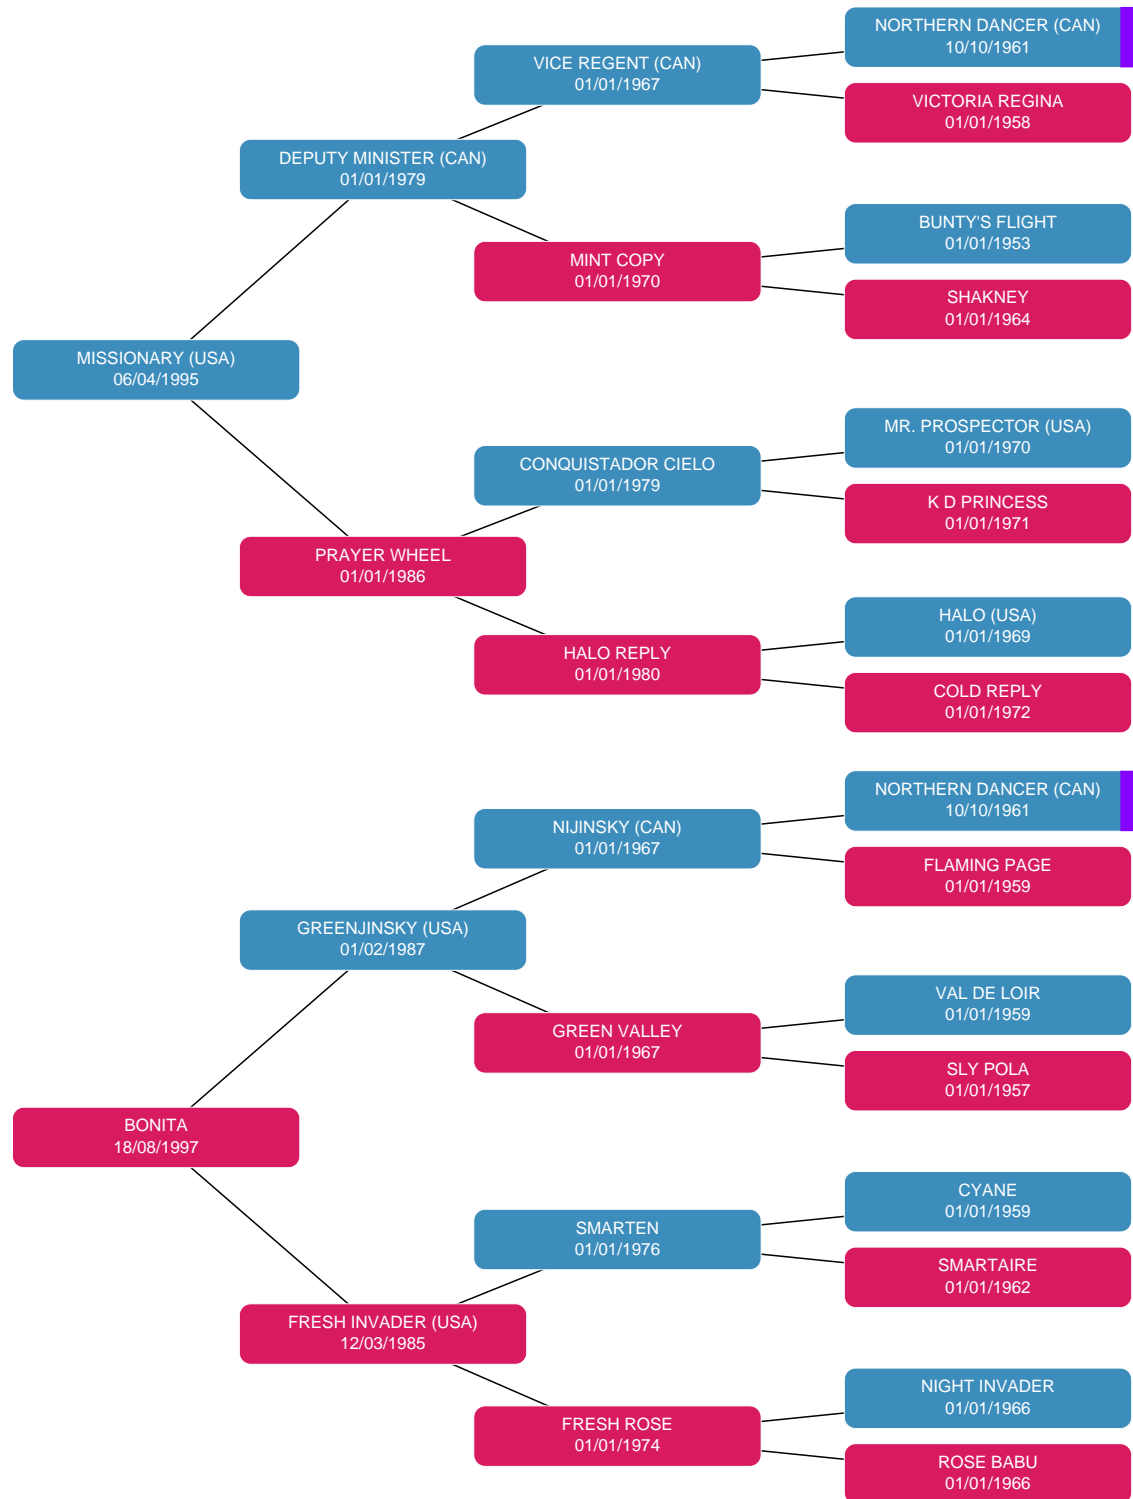 NORTHERN DANCER (CAN)
10/10/1961
VICE REGENT (CAN)
01/01/1967
VICTORIA REGINA
01/01/1958
DEPUTY MINISTER (CAN)
01/01/1979
BUNTY'S FLIGHT
01/01/1953
MINT COPY
01/01/1970
SHAKNEY
01/01/1964
MISSIONARY (USA)
06/04/1995
MR. PROSPECTOR (USA)
01/01/1970
CONQUISTADOR CIELO
01/01/1979
K D PRINCESS
01/01/1971
PRAYER WHEEL
01/01/1986
HALO (USA)
01/01/1969
HALO REPLY
01/01/1980
COLD REPLY
01/01/1972
NORTHERN DANCER (CAN)
10/10/1961
NIJINSKY (CAN)
01/01/1967
FLAMING PAGE
01/01/1959
GREENJINSKY (USA)
01/02/1987
VAL DE LOIR
01/01/1959
GREEN VALLEY
01/01/1967
SLY POLA
01/01/1957
BONITA
18/08/1997
CYANE
01/01/1959
SMARTEN
01/01/1976
SMARTAIRE
01/01/1962
FRESH INVADER (USA)
12/03/1985
NIGHT INVADER
01/01/1966
FRESH ROSE
01/01/1974
ROSE BABU
01/01/1966